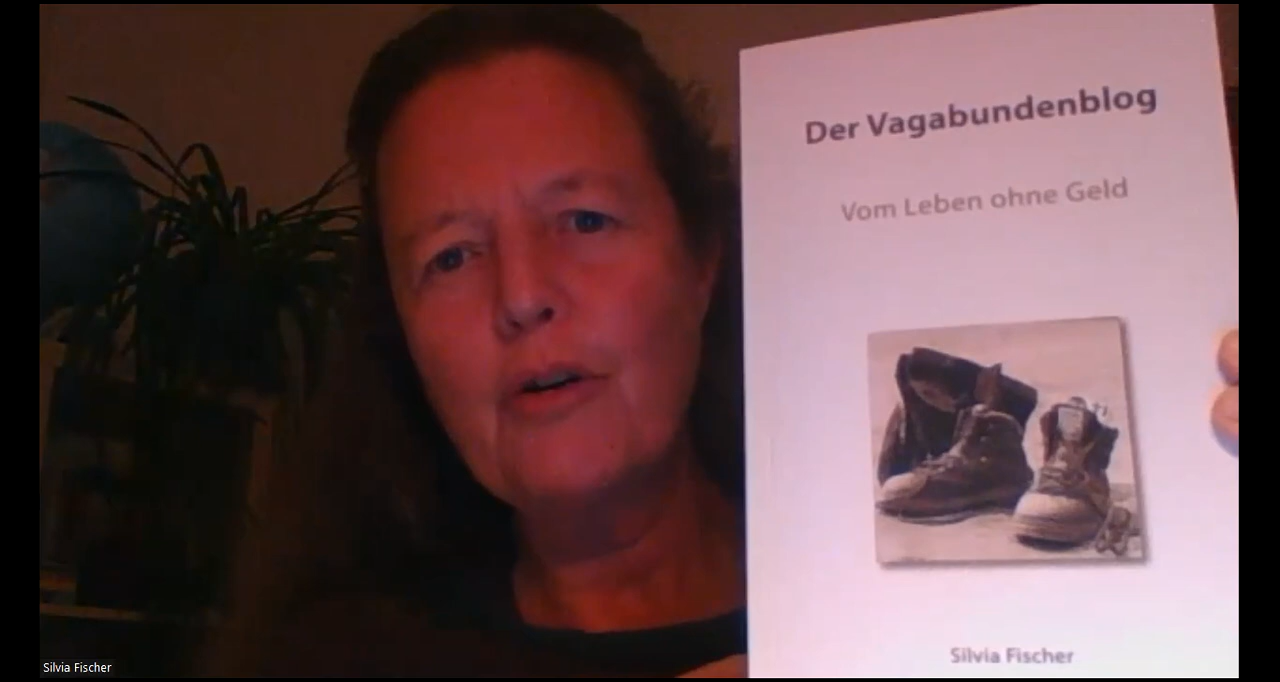 Der Vagabundenblog
Vom Leben ohne Geld
Silvia Fischer
Silvia Fischer